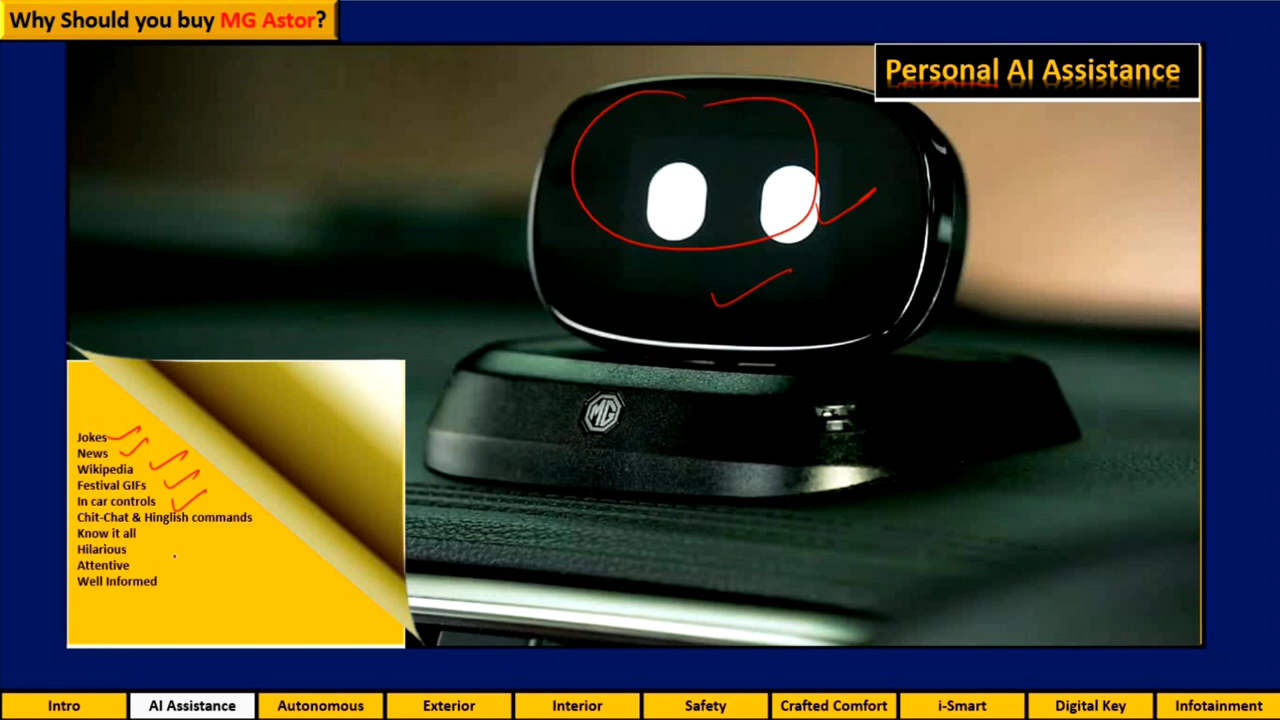 Why Should you buy MG Astor?
Personal AI Assistance
MG
Jokes
News
Wikipedia
Festival GIFs
In car controls
Chit-Chat & Hinglish commands
Know it all
Hilarious
Attentive
Well Informed
Intro
AI Assistance
Autonomous
Exterior
Interior
Safety
Crafted Comfort
i-Smart
Digital Key
Infotainment